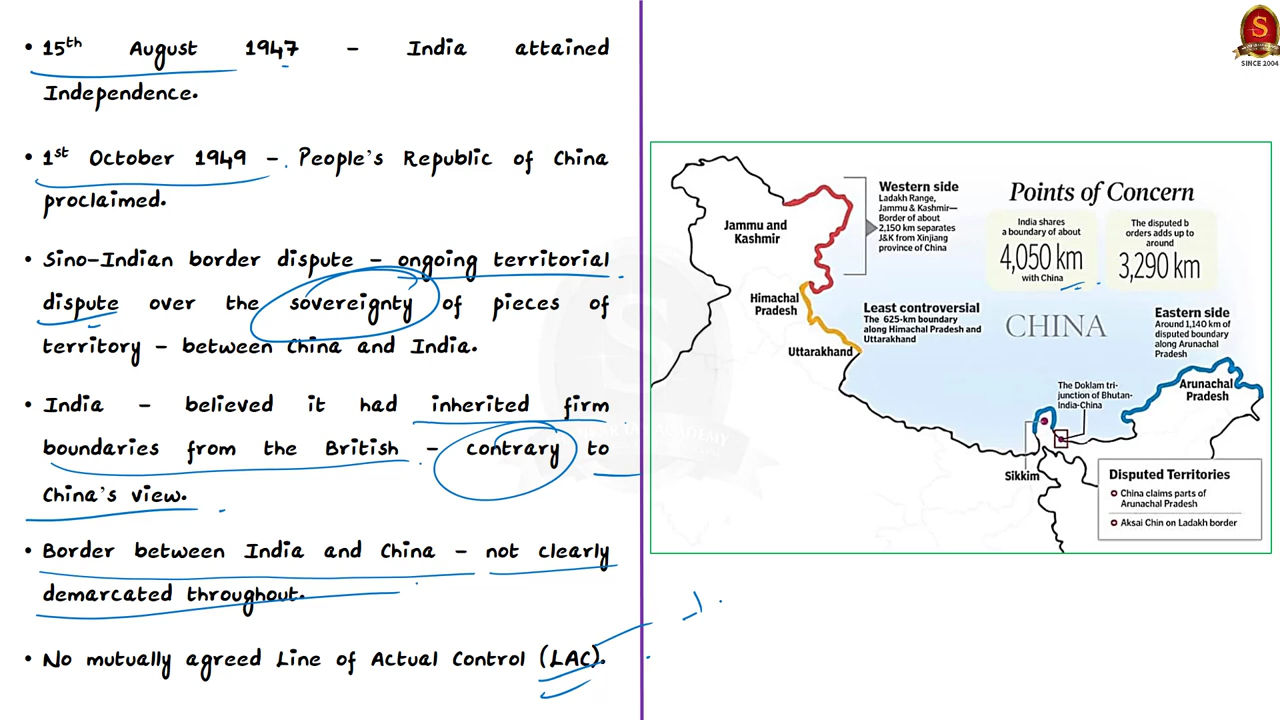 • 15th August 1947 – India attained
Independence.
• 1st October 1949 – People's Republic of China
proclaimed.
• Sino-Indian border dispute – ongoing territorial
dispute over the sovereignty of pieces of
territory – between China and India.
• India – believed it had inherited firm
boundaries from the British – contrary to
China's view.
• Border between India and China – not clearly
demarcated throughout.
• No mutually agreed Line of Actual Control (LAC).
S
SINCE 2004
Points of Concern
India shares
a boundary of about
4,050 km
with China
The disputed b
orders adds up to
around
3,290 km
Western side
Ladakh Range,
Jammu & Kashmir—
Border of about
2,150 km separates
J&K from Xinjiang
province of China
Jammu and
Kashmir
Himachal
Pradesh
Uttarakhand
Least controversial
The 625-km boundary
along Himachal Pradesh and
Uttarakhand
CHINA
Eastern side
Around 1,140 km of
disputed boundary
along Arunachal
Pradesh
The Doklam tri-
junction of Bhutan-
India-China
Arunachal
Pradesh
Sikkim
Disputed Territories
China claims parts of
Arunachal Pradesh
Aksai Chin on Ladakh border